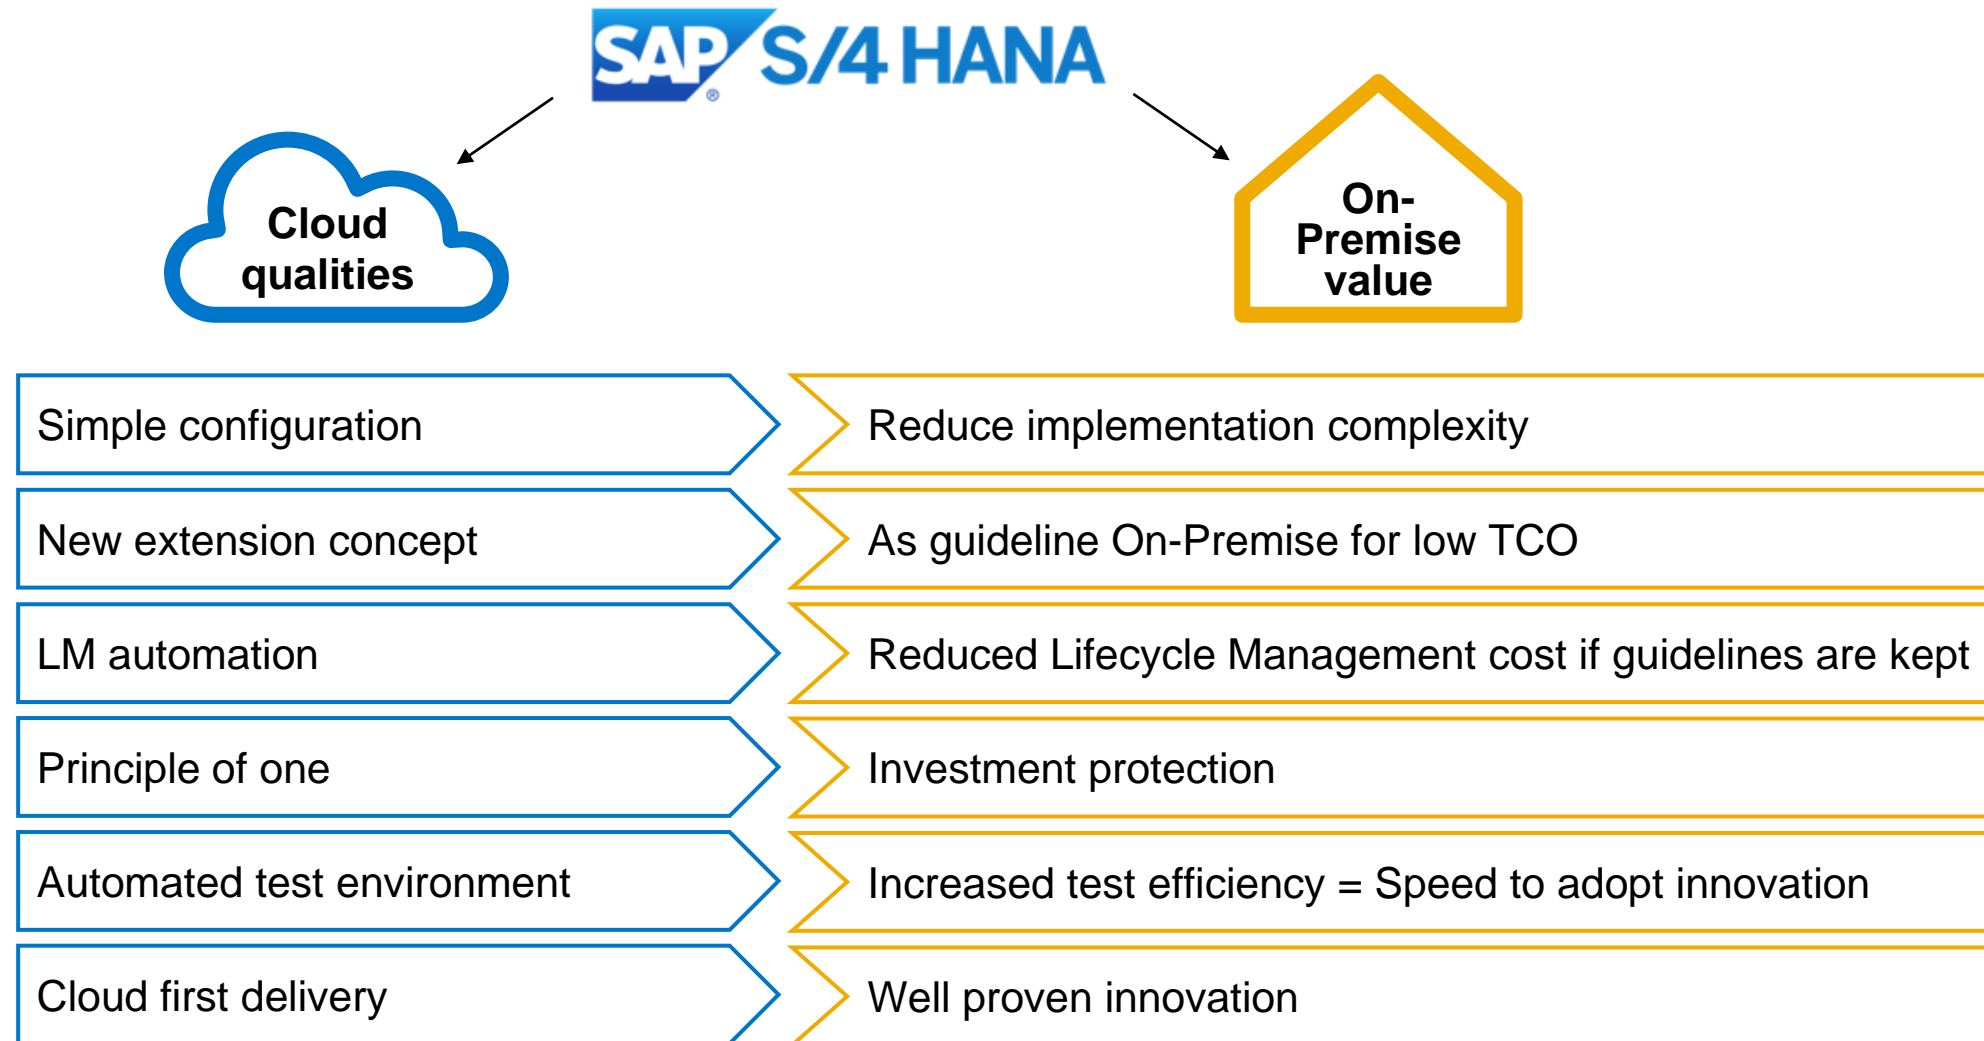 SAP® S/4 HANA
Cloud
qualities
On-
Premise
value
Simple configuration
Reduce implementation complexity
New extension concept
As guideline On-Premise for low TCO
LM automation
Reduced Lifecycle Management cost if guidelines are kept
Principle of one
Investment protection
Automated test environment
Increased test efficiency = Speed to adopt innovation
Cloud first delivery
Well proven innovation